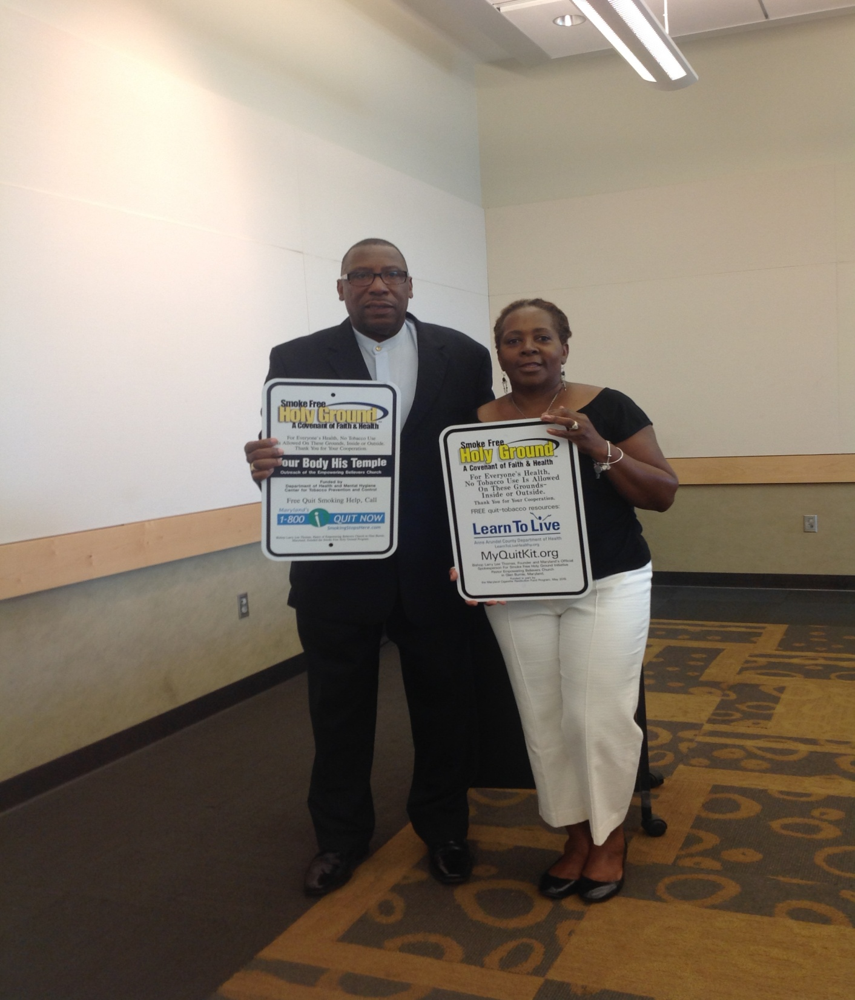 Smoke Free
Holy Ground
A Covenant of Faith & Health
For Everyone's Health, No Tobacco Use
Allowed On These Grounds, Inside or Outside.
Thank You for Your Cooperation
our Body His Temple
Outreach of the Empowering Believers Church
Funded by
Department of Health and Mental Hygiene
Center for Tobacco Prevention and Control
Free Quit Smoking Help, Call
Maryland's
1-800 QUIT NOW
SmokingStopsHere.com
Smoke Free
Holy Ground
A Covenant of Faith & Health
For Everyone's Health,
No Tobacco Use Is Allowed
On These Grounds-
Inside or Outside.
Thank You for Your Cooperation.
FREE quit-tobacco resources:
Learn To Live
Anne Arundel County Department of Health
LearnToLiveHealthy.org
MyQuitKit.org
Bishop Larry Lee Thomas, Founder and Maryland's Official
Spokesperson For Smoke Free Holy Ground Initiative
Pastor Empowering Believers Church
in Glen Burnie, Maryland.
Funded in part by
the Maryland Cigarette Restitution Fund Program, May